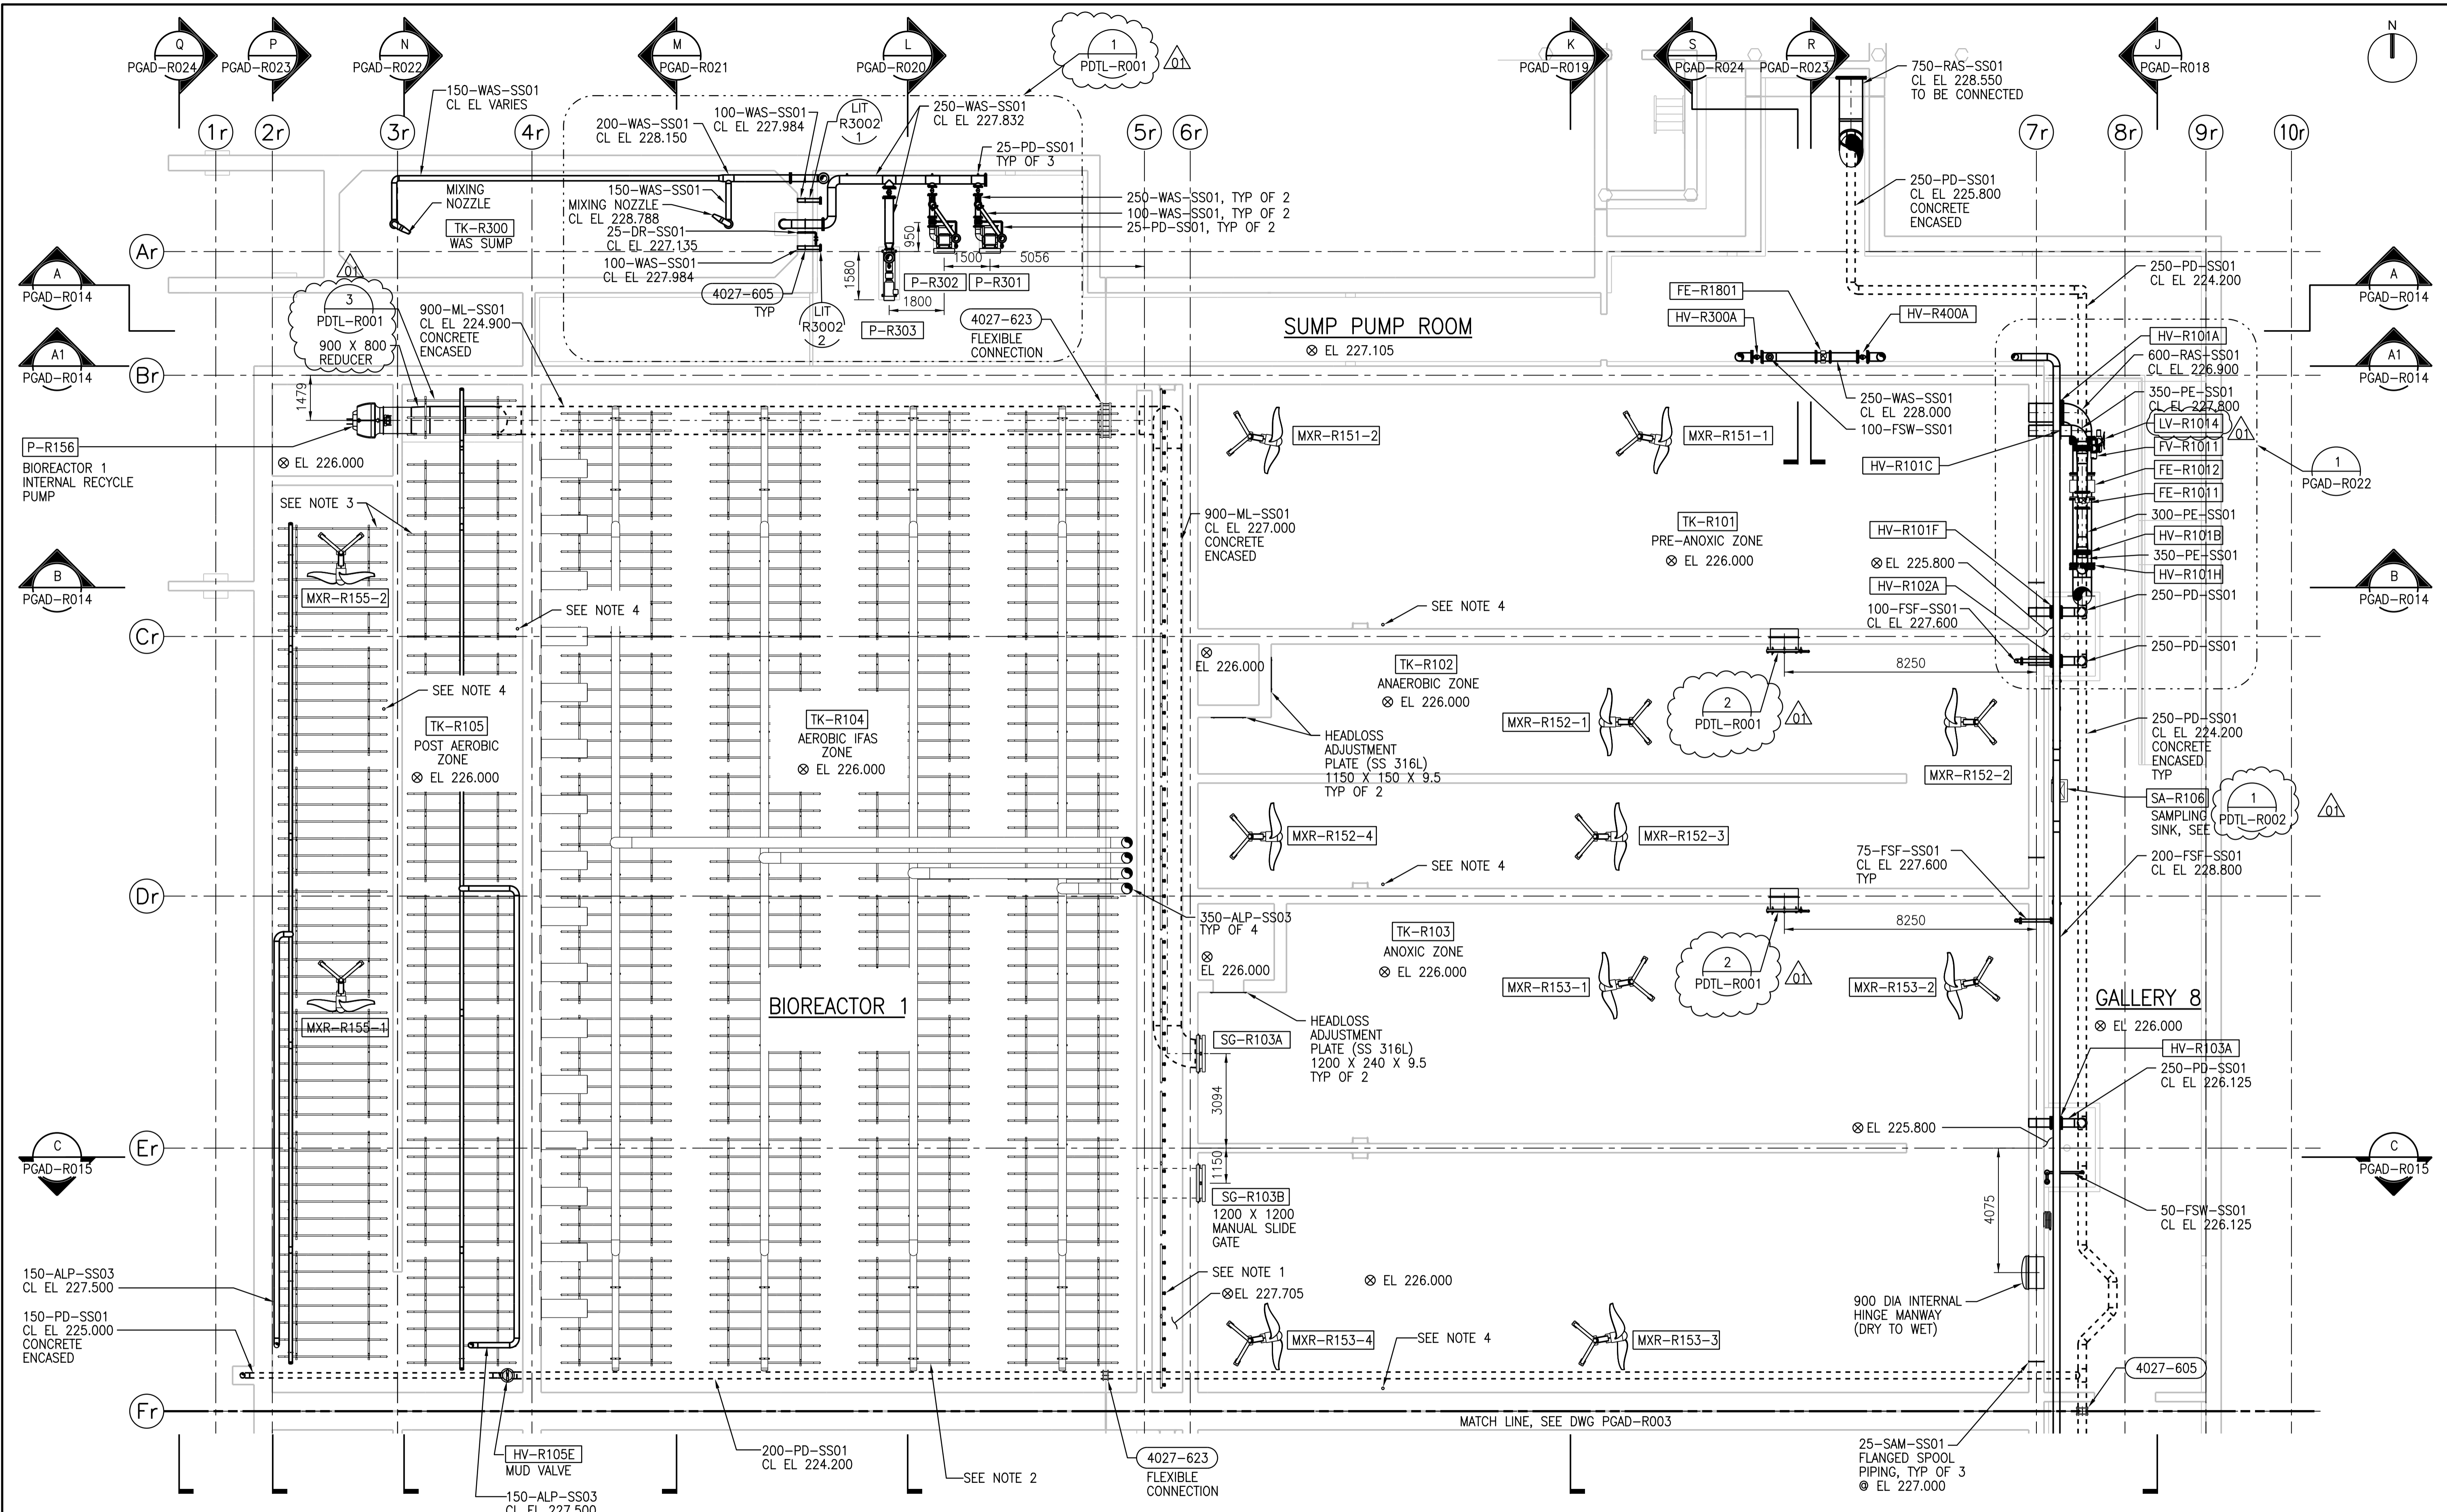 Q
PGAD-R024
P
PGAD-R023
N
PGAD-R022
M
PGAD-R021
L
PGAD-R020
1
PDTL-R001
01
K
PGAD-R019
S
PGAD-R024
R
PGAD-R023
J
PGAD-R018
N
1r
2r
3r
4r
5r
6r
7r
8r
9r
10r
150-WAS-SS01
CL EL VARIES
200-WAS-SS01
CL EL 228.150
100-WAS-SS01
CL EL 227.984
LIT
R3002
1
250-WAS-SS01
CL EL 227.832
25-PD-SS01
TYP OF 3
750-RAS-SS01
CL EL 228.550
TO BE CONNECTED
250-PD-SS01
CL EL 225.800
CONCRETE
ENCASED
MIXING
NOZZLE
TK-R300
WAS SUMP
150-WAS-SS01
MIXING NOZZLE
CL EL 228.788
25-DR-SS01
CL EL 227.135
100-WAS-SS01
CL EL 227.984
250-WAS-SS01, TYP OF 2
100-WAS-SS01, TYP OF 2
25-PD-SS01, TYP OF 2
950
1500
5056
1580
1800
P-R302
P-R301
P-R303
4027-605
TYP
LIT
R3002
2
4027-623
FLEXIBLE
CONNECTION
Ar
A
PGAD-R014
A
PGAD-R014
01
3
PDTL-R001
900 X 800
REDUCER
900-ML-SS01
CL EL 224.900
CONCRETE
ENCASED
SUMP PUMP ROOM
EL 227.105
FE-R1801
HV-R300A
HV-R400A
250-PD-SS01
CL EL 224.200
HV-R101A
600-RAS-SS01
CL EL 226.900
350-PE-SS01
CL EL 227.800
LV-R1014
01
FV-R1011
FE-R1012
FE-R1011
300-PE-SS01
HV-R101B
350-PE-SS01
HV-R101H
250-PD-SS01
1
PGAD-R022
A1
PGAD-R014
A1
PGAD-R014
Br
1479
250-WAS-SS01
CL EL 228.000
100-FSW-SS01
P-R156
BIOREACTOR 1
INTERNAL RECYCLE
PUMP
EL 226.000
SEE NOTE 3
MXR-R151-2
MXR-R151-1
HV-R101C
900-ML-SS01
CL EL 227.000
CONCRETE
ENCASED
TK-R101
PRE-ANOXIC ZONE
EL 226.000
HV-R101F
EL 225.800
HV-R102A
100-FSF-SS01
CL EL 227.600
B
PGAD-R014
B
PGAD-R014
MXR-R155-2
SEE NOTE 4
SEE NOTE 4
Cr
EL 226.000
TK-R102
ANAEROBIC ZONE
EL 226.000
8250
250-PD-SS01
SEE NOTE 4
TK-R105
POST AEROBIC
ZONE
EL 226.000
TK-R104
AEROBIC IFAS
ZONE
EL 226.000
HEADLOSS
ADJUSTMENT
PLATE (SS 316L)
1150 X 150 X 9.5
TYP OF 2
MXR-R152-1
2
PDTL-R001
01
MXR-R152-2
250-PD-SS01
CL EL 224.200
CONCRETE
ENCASED
TYP
SA-R106
SAMPLING
SINK, SEE
1
PDTL-R002
01
MXR-R152-4
MXR-R152-3
SEE NOTE 4
75-FSF-SS01
CL EL 227.600
TYP
200-FSF-SS01
CL EL 228.800
Dr
350-ALP-SS03
TYP OF 4
EL 226.000
TK-R103
ANOXIC ZONE
EL 226.000
8250
MXR-R153-1
2
PDTL-R001
01
MXR-R153-2
GALLERY 8
EL 226.000
MXR-R155-1
BIOREACTOR 1
SG-R103A
HEADLOSS
ADJUSTMENT
PLATE (SS 316L)
1200 X 240 X 9.5
TYP OF 2
3094
HV-R103A
250-PD-SS01
CL EL 226.125
EL 225.800
C
PGAD-R015
C
PGAD-R015
Er
1150
SG-R103B
1200 X 1200
MANUAL SLIDE
GATE
4075
50-FSW-SS01
CL EL 226.125
SEE NOTE 1
EL 227.705
EL 226.000
900 DIA INTERNAL
HINGE MANWAY
(DRY TO WET)
150-ALP-SS03
CL EL 227.500
150-PD-SS01
CL EL 225.000
CONCRETE
ENCASED
MXR-R153-4
MXR-R153-3
SEE NOTE 4
4027-605
Fr
MATCH LINE, SEE DWG PGAD-R003
HV-R105E
MUD VALVE
150-ALP-SS03
CL EL 227.500
200-PD-SS01
CL EL 224.200
SEE NOTE 2
4027-623
FLEXIBLE
CONNECTION
25-SAM-SS01
FLANGED SPOOL
PIPING, TYP OF 3
@ EL 227.000